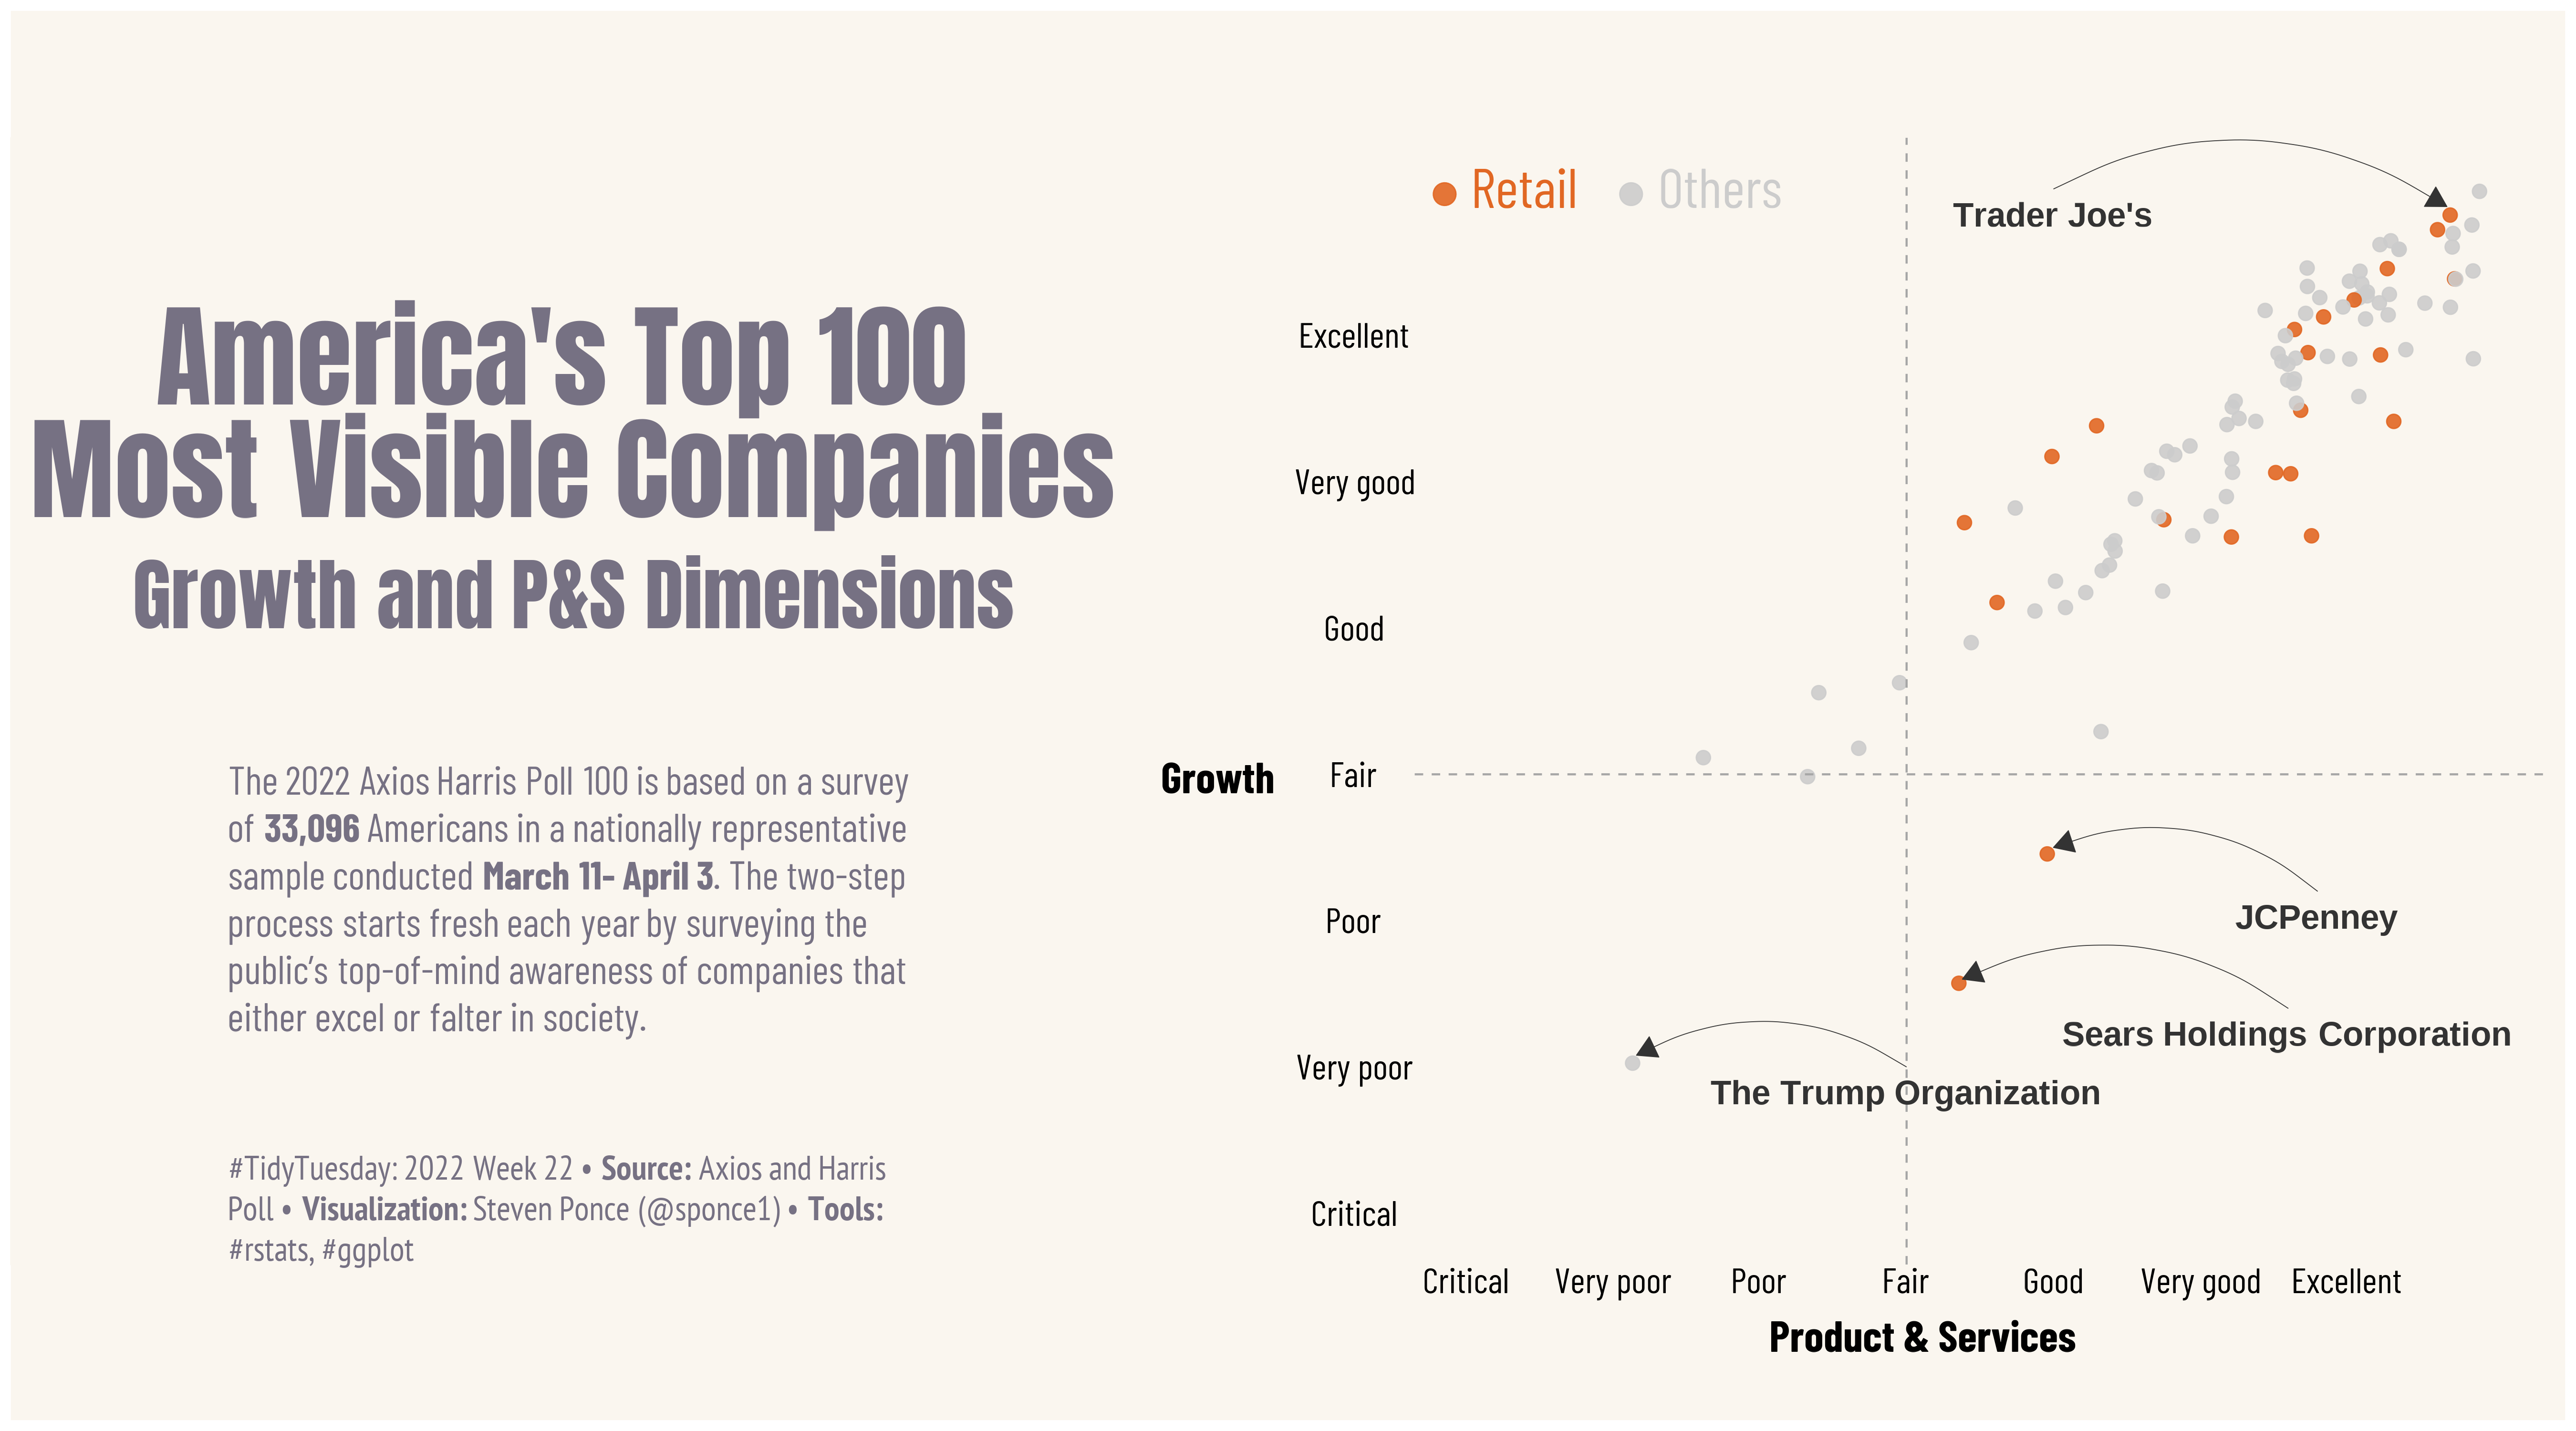 America's Top 100
Most Visible Companies
Growth and P&S Dimensions
The 2022 Axios Harris Poll 100 is based on a survey
of 33,096 Americans in a nationally representative
sample conducted March 11- April 3. The two-step
process starts fresh each year by surveying the
public’s top-of-mind awareness of companies that
either excel or falter in society.
#TidyTuesday: 2022 Week 22 • Source: Axios and Harris
Poll • Visualization: Steven Ponce (@sponce1) • Tools:
#rstats, #ggplot
Retail
Others
Trader Joe's
Excellent
Very good
Good
Growth
Fair
Poor
Very poor
Critical
JCPenney
Sears Holdings Corporation
The Trump Organization
Critical
Very poor
Poor
Fair
Good
Very good
Excellent
Product & Services